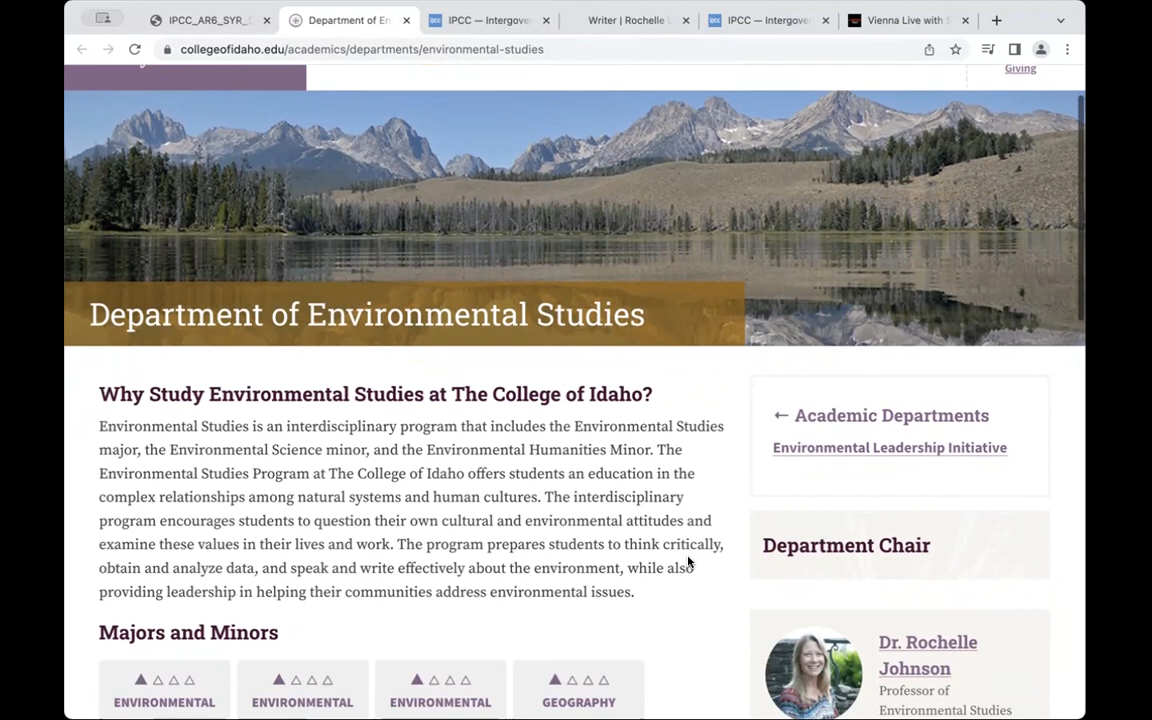 IPCC_AR6_SYR_
Department of En
IPCC — Intergove
Writer | Rochelle
IPCC — Intergove
Vienna Live with
collegeofidaho.edu/academics/departments/environmental-studies
Giving
Department of Environmental Studies
Why Study Environmental Studies at The College of Idaho?
Environmental Studies is an interdisciplinary program that includes the Environmental Studies
major, the Environmental Science minor, and the Environmental Humanities Minor. The
Environmental Studies Program at The College of Idaho offers students an education in the
complex relationships among natural systems and human cultures. The interdisciplinary
program encourages students to question their own cultural and environmental attitudes and
examine these values in their lives and work. The program prepares students to think critically,
obtain and analyze data, and speak and write effectively about the environment, while also
providing leadership in helping their communities address environmental issues.
Majors and Minors
ENVIRONMENTAL
ENVIRONMENTAL
ENVIRONMENTAL
GEOGRAPHY
← Academic Departments
Environmental Leadership Initiative
Department Chair
Dr. Rochelle
Johnson
Professor of
Environmental Studies